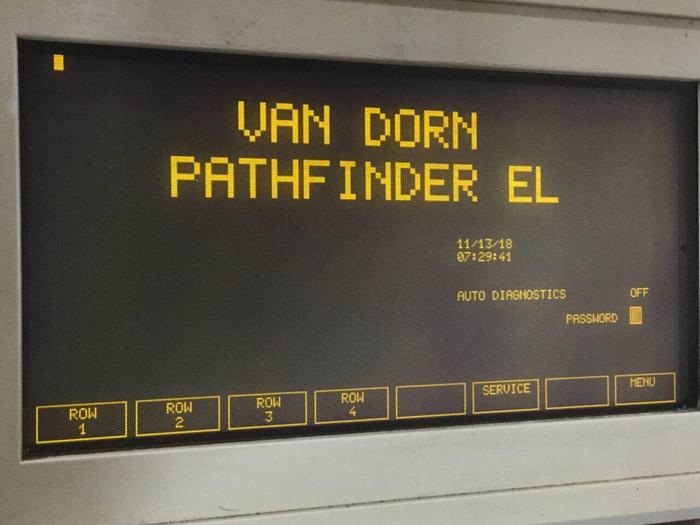 VAN DORN
PATHFINDER EL
11/13/18
07:29:41
AUTO DIAGNOSTICS OFF
PASSWORD
ROW 1
ROW 2
ROW 3
ROW 4
SERVICE
MENU